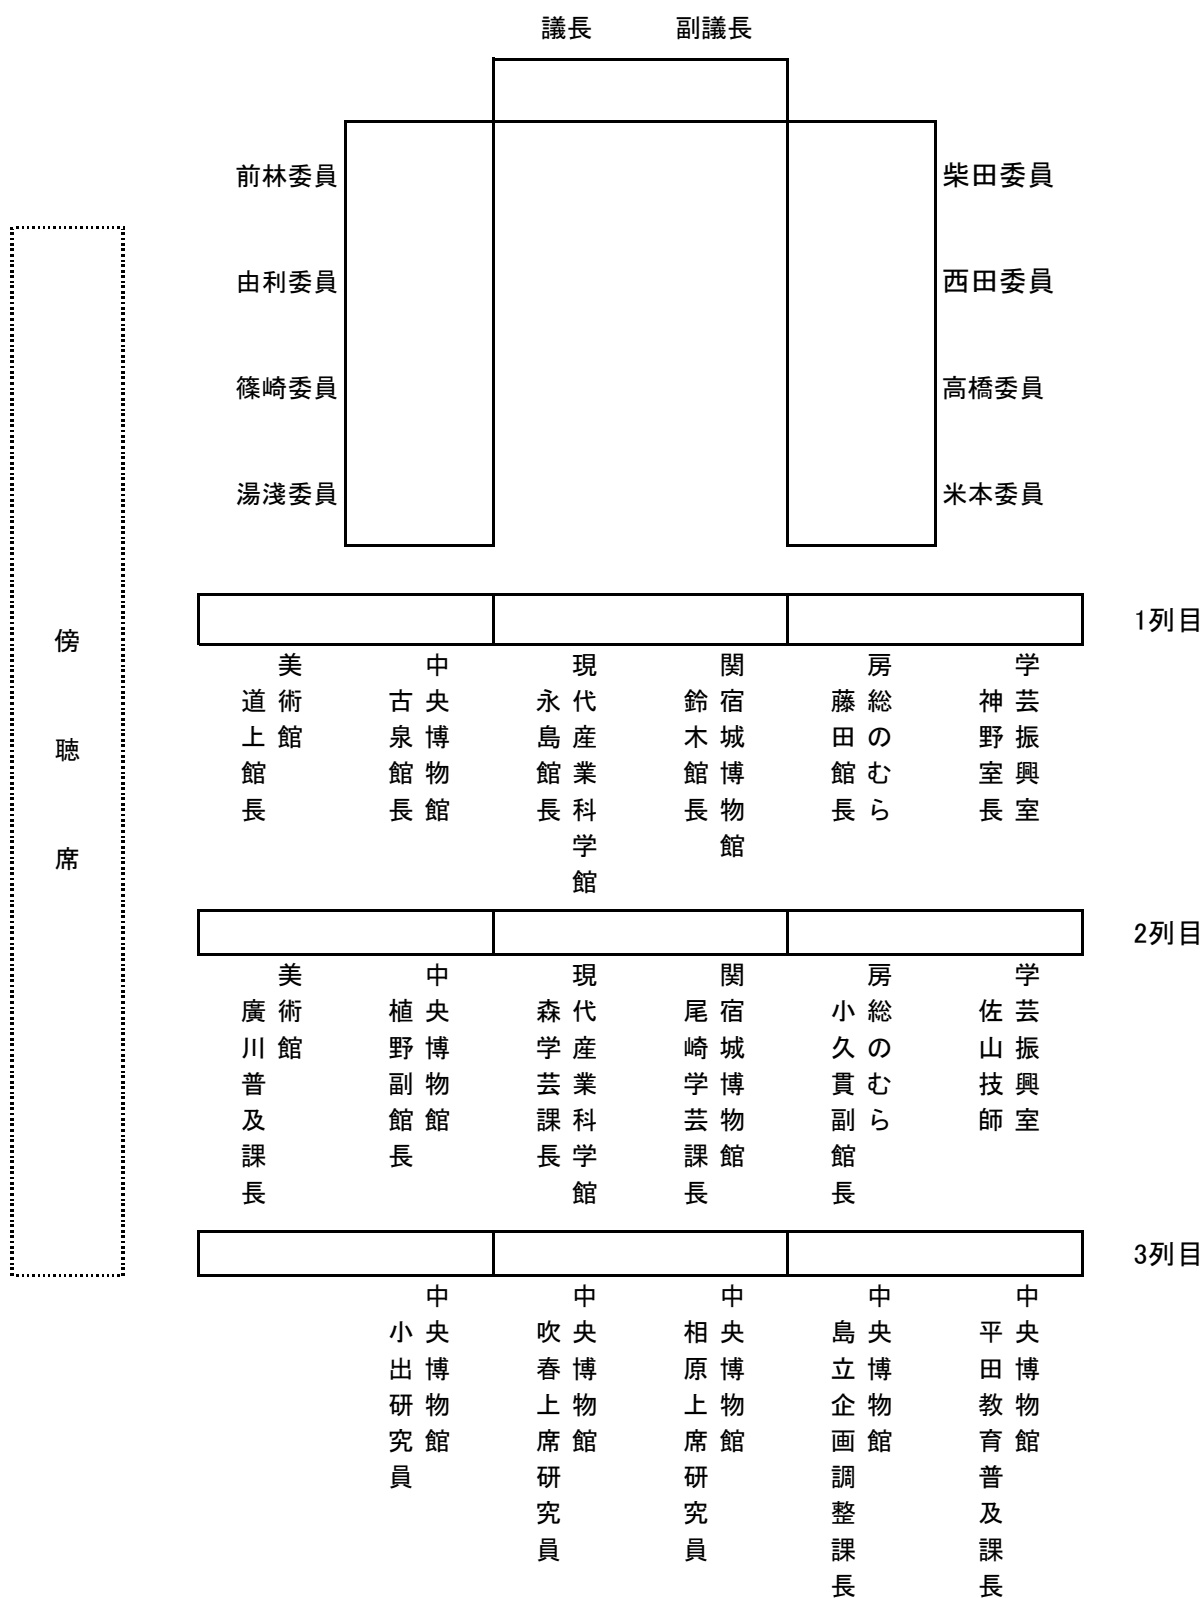 議長
副議長
前林委員
柴田委員
由利委員
西田委員
篠崎委員
高橋委員
湯淺委員
米本委員
傍聴席
1列目
学芸振興室
神野室長
房総のむら
藤田館長
関宿城博物館
鈴木館長
現代産業科学館
永島館長
中央博物館
古泉館長
美術館
道上館長
2列目
学芸振興室
佐山技師
房総のむら
小久貫副館長
関宿城博物館
尾崎学芸課長
現代産業科学館
森学芸課長
中央博物館
植野副館長
美術館
廣川普及課長
3列目
中央博物館
平田教育普及課長
中央博物館
島立企画調整課長
中央博物館
相原上席研究員
中央博物館
吹春上席研究員
中央博物館
小出研究員